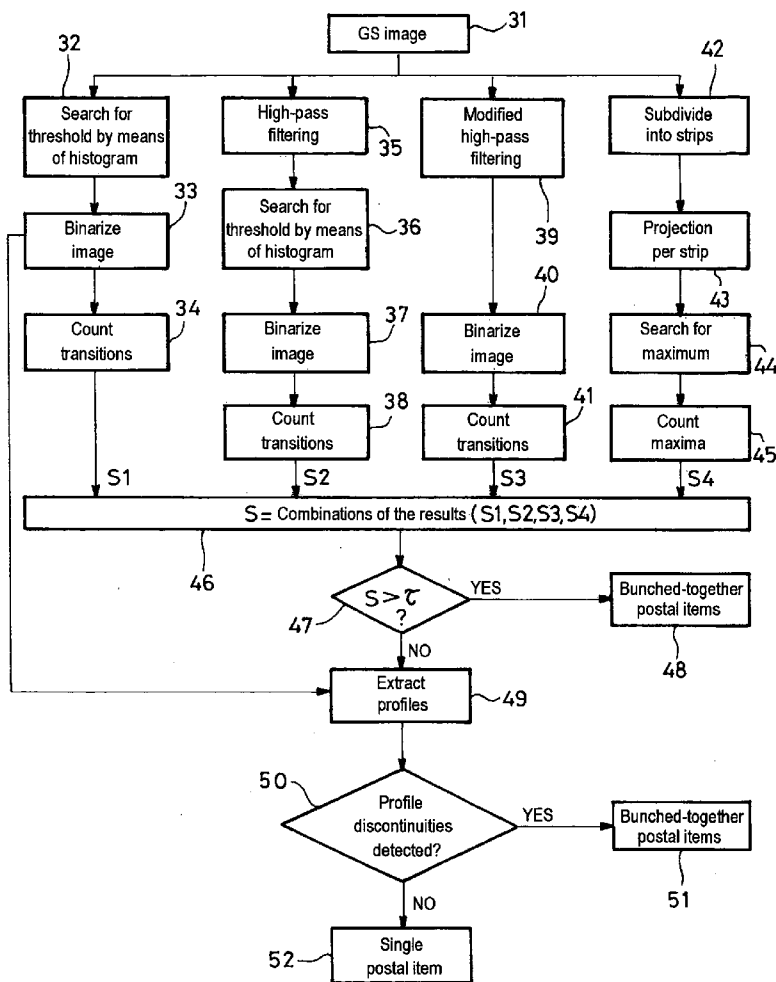 GS image
31
32
42
Search for
threshold by means
of histogram
High-pass
filtering
35
Modified
high-pass
filtering
39
Subdivide
into strips
33
Binarize
image
Search for
threshold by means
of histogram
36
Projection
per strip
43
34
Count
transitions
Binarize
image
37
40
Binarize
image
Search for
maximum
44
38
Count
transitions
41
Count
transitions
Count
maxima
45
S1
S2
S3
S4
S = Combinations of the results (S1,S2,S3,S4)
46
S > τ
?
47
YES
Bunched-together
postal items
48
NO
Extract
profiles
49
50
Profile
discontinuities
detected?
YES
Bunched-together
postal items
51
NO
52
Single
postal item